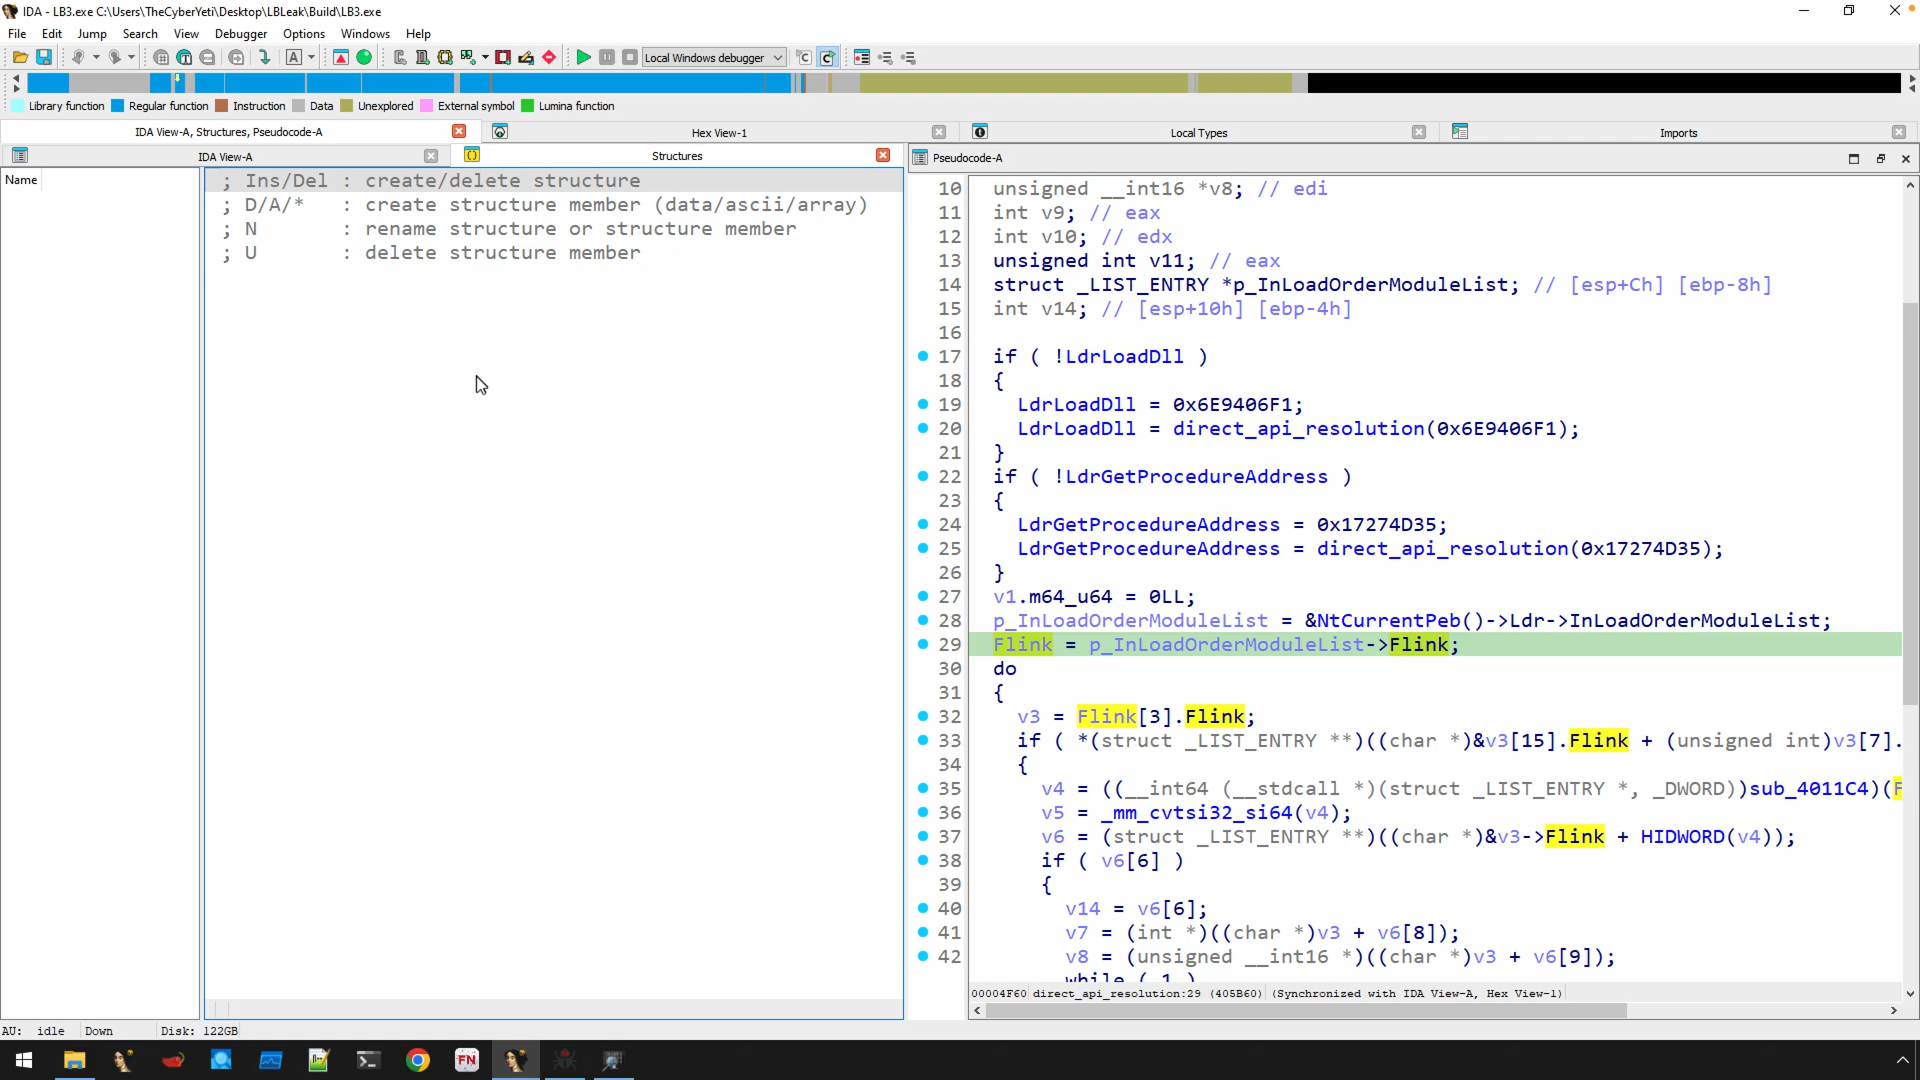 IDA - LB3.exe C:\Users\TheCyberYeti\Desktop\LBLeak\Build\LB3.exe
File Edit Jump Search View Debugger Options Windows Help
Local Windows debugger
Library function Regular function Instruction Data Unexplored External symbol Lumina function
IDA View-A, Structures, Pseudocode-A Hex View-1 Local Types Imports
IDA View-A Structures Pseudocode-A
Name
; Ins/Del : create/delete structure
; D/A/* : create structure member (data/ascii/array)
; N : rename structure or structure member
; U : delete structure member
10 unsigned __int16 *v8; // edi
11 int v9; // eax
12 int v10; // edx
13 unsigned int v11; // eax
14 struct _LIST_ENTRY *p_InLoadOrderModuleList; // [esp+Ch] [ebp-8h]
15 int v14; // [esp+10h] [ebp-4h]
16
17 if ( !LdrLoadDll )
18 {
19 LdrLoadDll = 0x6E9406F1;
20 LdrLoadDll = direct_api_resolution(0x6E9406F1);
21 }
22 if ( !LdrGetProcedureAddress )
23 {
24 LdrGetProcedureAddress = 0x17274D35;
25 LdrGetProcedureAddress = direct_api_resolution(0x17274D35);
26 }
27 v1.m64_u64 = 0LL;
28 p_InLoadOrderModuleList = &NtCurrentPeb()->Ldr->InLoadOrderModuleList;
29 Flink = p_InLoadOrderModuleList->Flink;
30 do
31 {
32 v3 = Flink[3].Flink;
33 if ( *(struct _LIST_ENTRY **)((char *)&v3[15].Flink + (unsigned int)v3[7].
34 {
35 v4 = ((__int64 (__stdcall *)(struct _LIST_ENTRY *, _DWORD))sub_4011C4)(F
36 v5 = _mm_cvtsi32_si64(v4);
37 v6 = (struct _LIST_ENTRY **)((char *)&v3->Flink + HIDWORD(v4));
38 if ( v6[6] )
39 {
40 v14 = v6[6];
41 v7 = (int *)((char *)v3 + v6[8]);
42 v8 = (unsigned __int16 *)((char *)v3 + v6[9]);
while ( 1 )
00004F60 direct_api_resolution:29 (405B60) (Synchronized with IDA View-A, Hex View-1)
AU: idle Down Disk: 122GB
FN